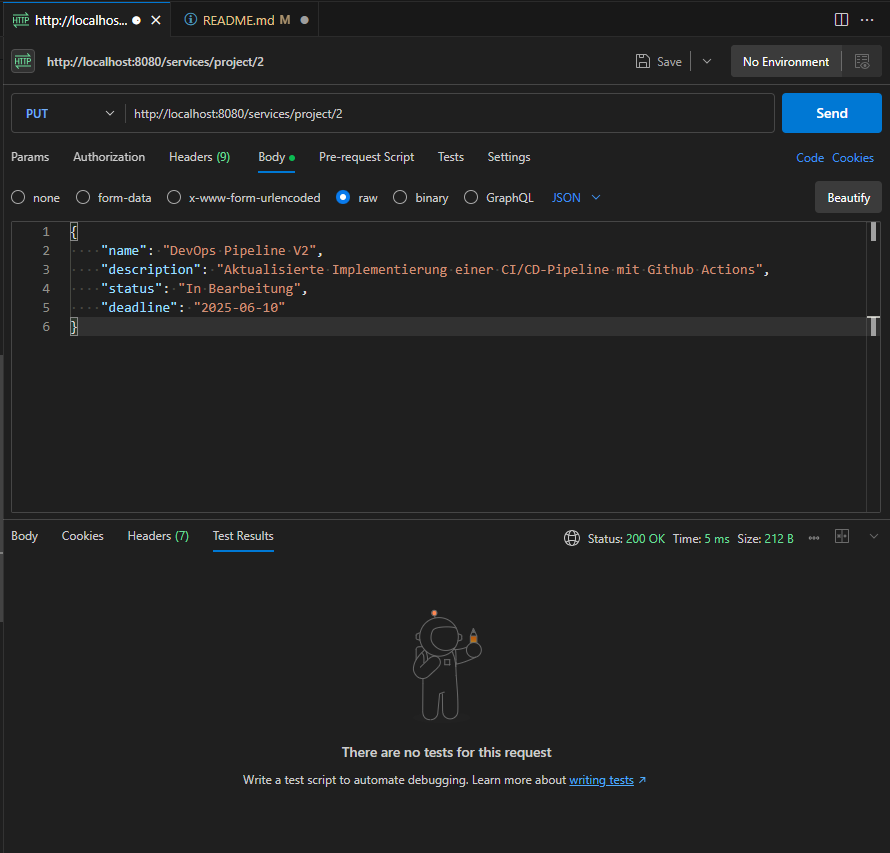 HTTP http://localhos... README.md M
HTTP http://localhost:8080/services/project/2 Save No Environment
PUT http://localhost:8080/services/project/2 Send
Params Authorization Headers (9) Body Pre-request Script Tests Settings Code Cookies
none form-data x-www-form-urlencoded raw binary GraphQL JSON Beautify
1 {
2 "name": "DevOps Pipeline V2",
3 "description": "Aktualisierte Implementierung einer CI/CD-Pipeline mit Github Actions",
4 "status": "In Bearbeitung",
5 "deadline": "2025-06-10"
6 }
Body Cookies Headers (7) Test Results Status: 200 OK Time: 5 ms Size: 212 B
There are no tests for this request
Write a test script to automate debugging. Learn more about writing tests